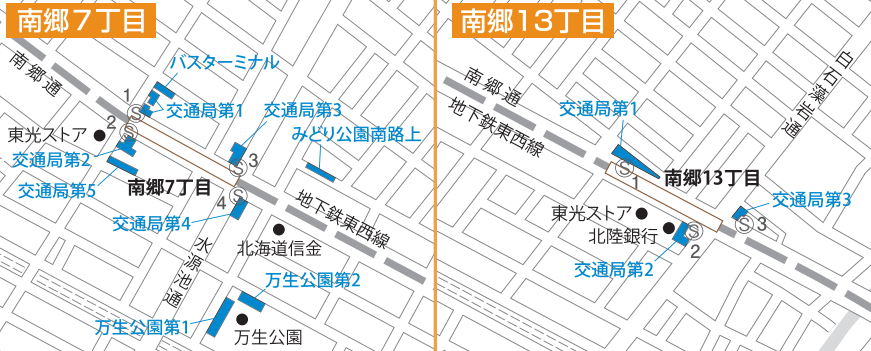 南郷7丁目
南郷通
バスターミナル
1
S
交通局第1
交通局第3
2
S
東光ストア
みどり公園南路上
交通局第2
S
3
交通局第5
南郷7丁目
4
S
交通局第4
地下鉄東西線
水源池通
北海道信金
万生公園第2
万生公園第1
万生公園
南郷13丁目
白石藻岩通
南郷通
地下鉄東西線
交通局第1
S
1
南郷13丁目
交通局第3
S
3
東光ストア
北陸銀行
S
2
交通局第2